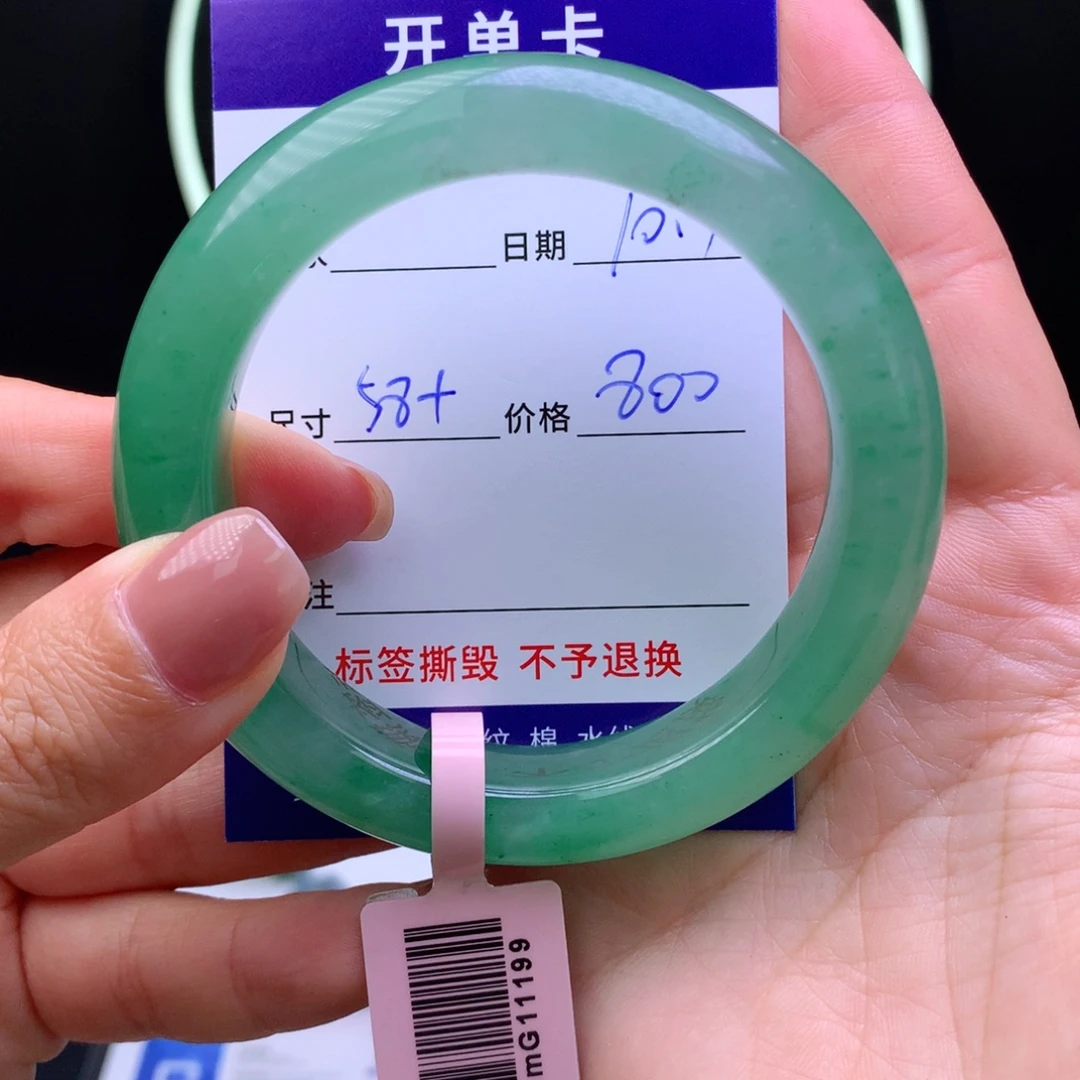 开单卡
日期 10.
尺寸 58+ 价格 800
注
标签撕毁 不予退换
纹 棉 水线
mG11199